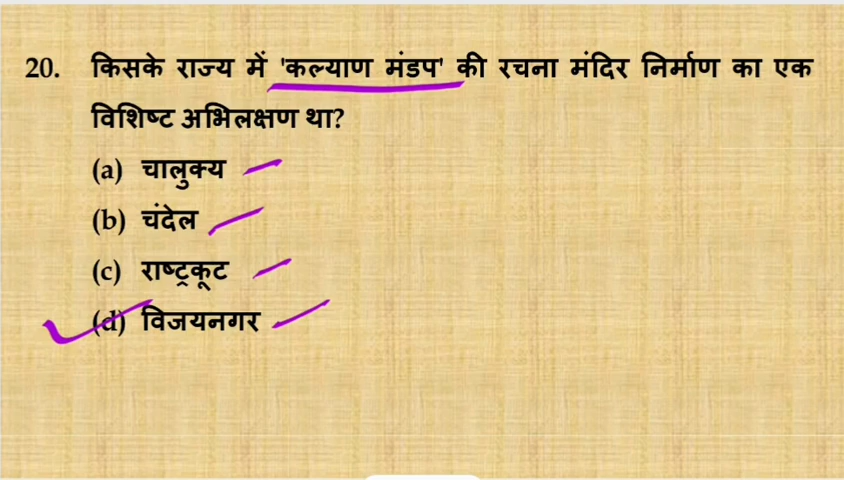 20. किसके राज्य में 'कल्याण मंडप' की रचना मंदिर निर्माण का एक
विशिष्ट अभिलक्षण था?
(a) चालुक्य
(b) चंदेल
(c) राष्ट्रकूट
(d) विजयनगर